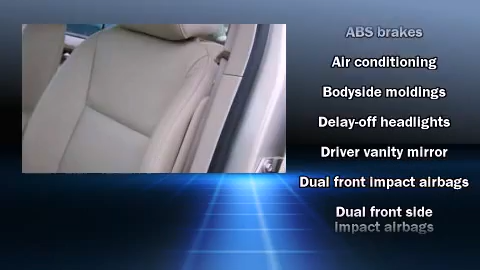 ABS brakes
Air conditioning
Bodyside moldings
Delay-off headlights
Driver vanity mirror
Dual front impact airbags
Dual front side
impact airbags